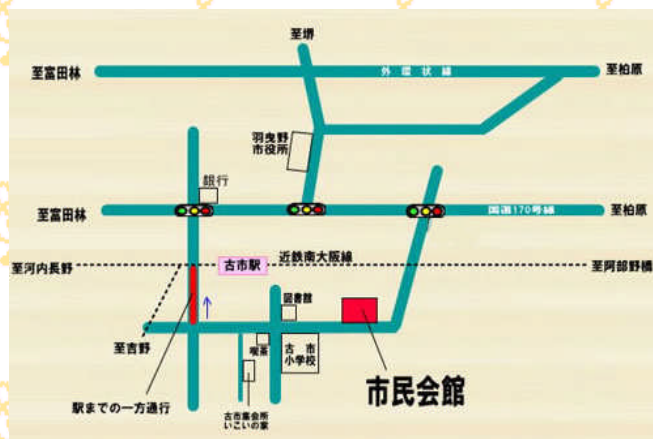 至堺
至富田林
外環状線
至柏原
羽曳野
市役所
銀行
至富田林
国道170号線
至柏原
至河内長野
古市駅
近鉄南大阪線
至阿部野橋
図書館
至吉野
喫茶
古市
小学校
市民会館
駅までの一方通行
古市集会所
いこいの家